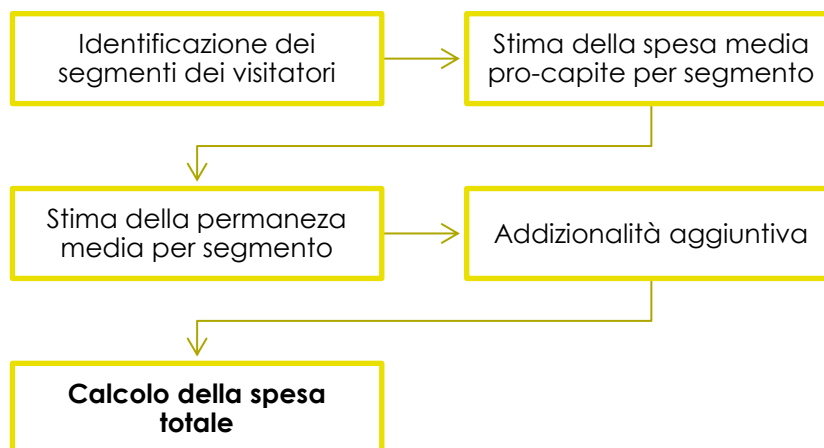 Identificazione dei
segmenti dei visitatori
Stima della spesa media
pro-capite per segmento
Stima della permaneza
media per segmento
Addizionalità aggiuntiva
Calcolo della spesa
totale